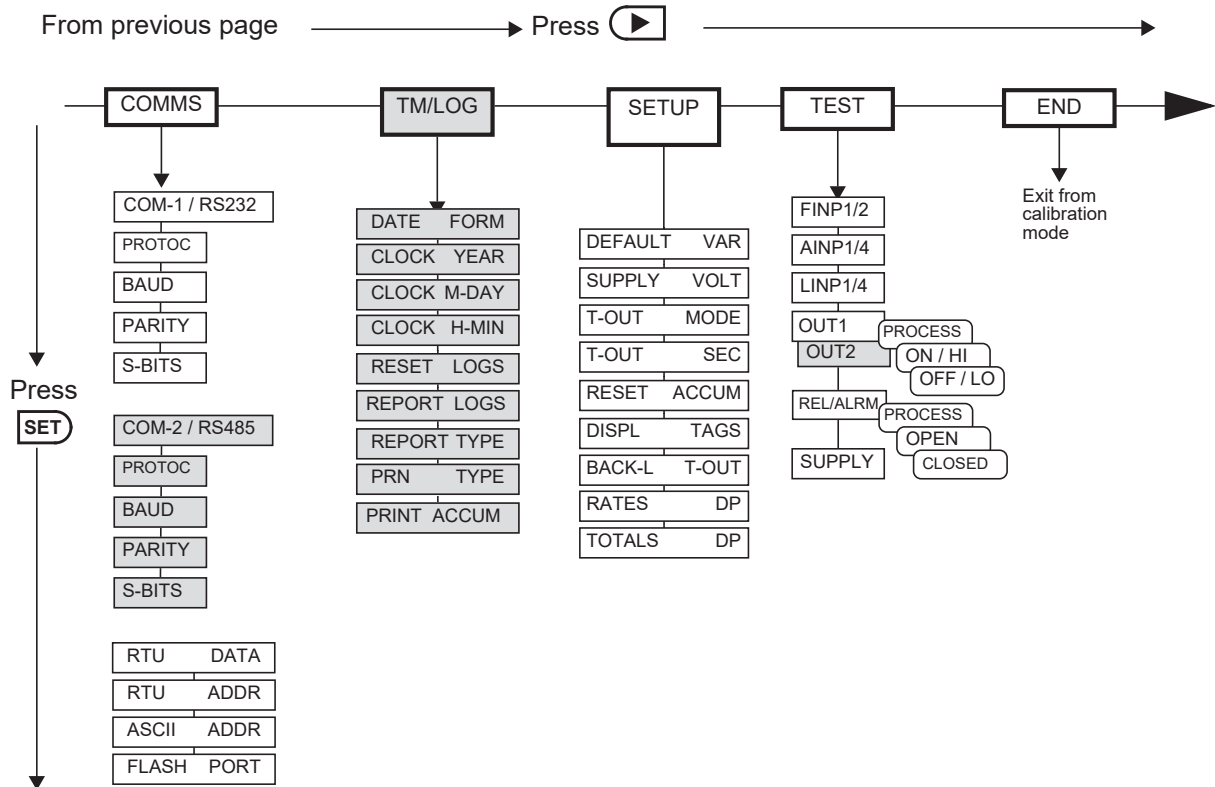 From previous page
Press
COMMS
TM/LOG
SETUP
TEST
END
Press
SET
COM-1 / RS232
PROTOC
BAUD
PARITY
S-BITS
COM-2 / RS485
PROTOC
BAUD
PARITY
S-BITS
RTU DATA
RTU ADDR
ASCII ADDR
FLASH PORT
DATE FORM
CLOCK YEAR
CLOCK M-DAY
CLOCK H-MIN
RESET LOGS
REPORT LOGS
REPORT TYPE
PRN TYPE
PRINT ACCUM
DEFAULT VAR
SUPPLY VOLT
T-OUT MODE
T-OUT SEC
RESET ACCUM
DISPL TAGS
BACK-L T-OUT
RATES DP
TOTALS DP
FINP1/2
AINP1/4
LINP1/4
OUT1
OUT2
PROCESS
ON / HI
OFF / LO
REL/ALRM
PROCESS
OPEN
CLOSED
SUPPLY
Exit from
calibration
mode